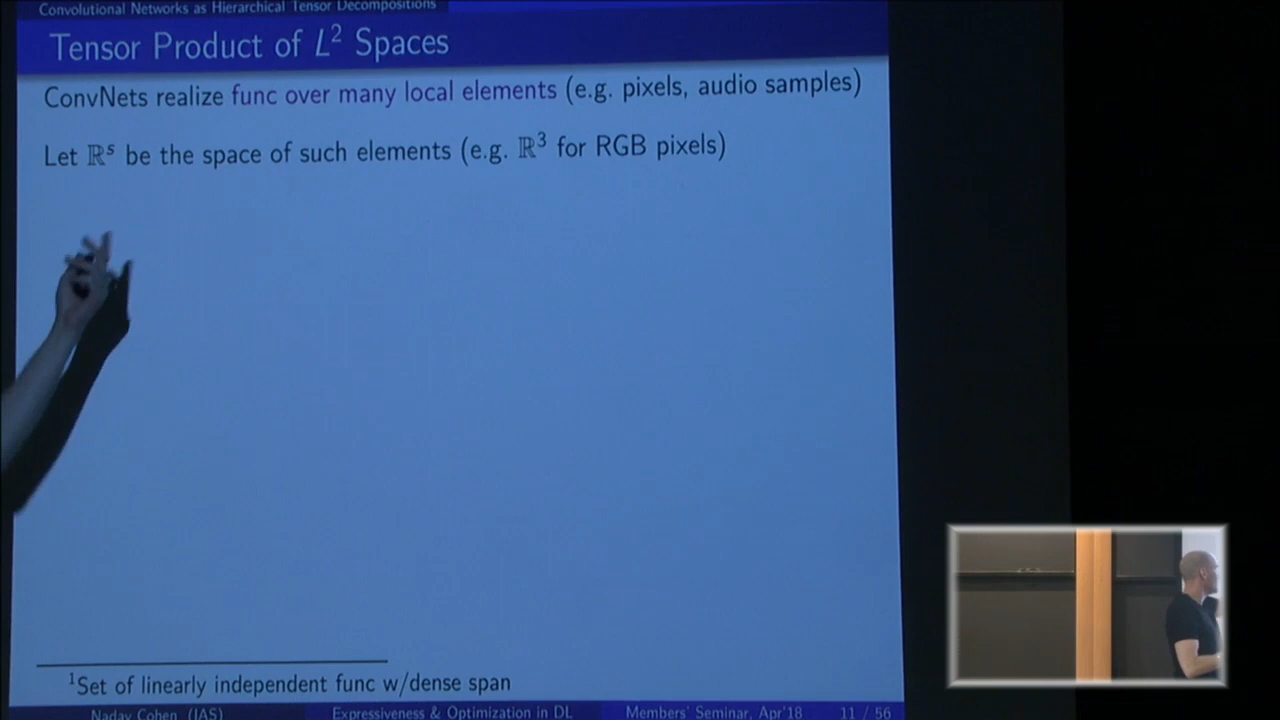 Convolutional Networks as Hierarchical Tensor Decompositions
Tensor Product of L² Spaces
ConvNets realize func over many local elements (e.g. pixels, audio samples)
Let ℝˢ be the space of such elements (e.g. ℝ³ for RGB pixels)
¹Set of linearly independent func w/dense span
Nadav Cohen (IAS) Expressiveness & Optimization in DL Members' Seminar, Apr'18 11 / 56